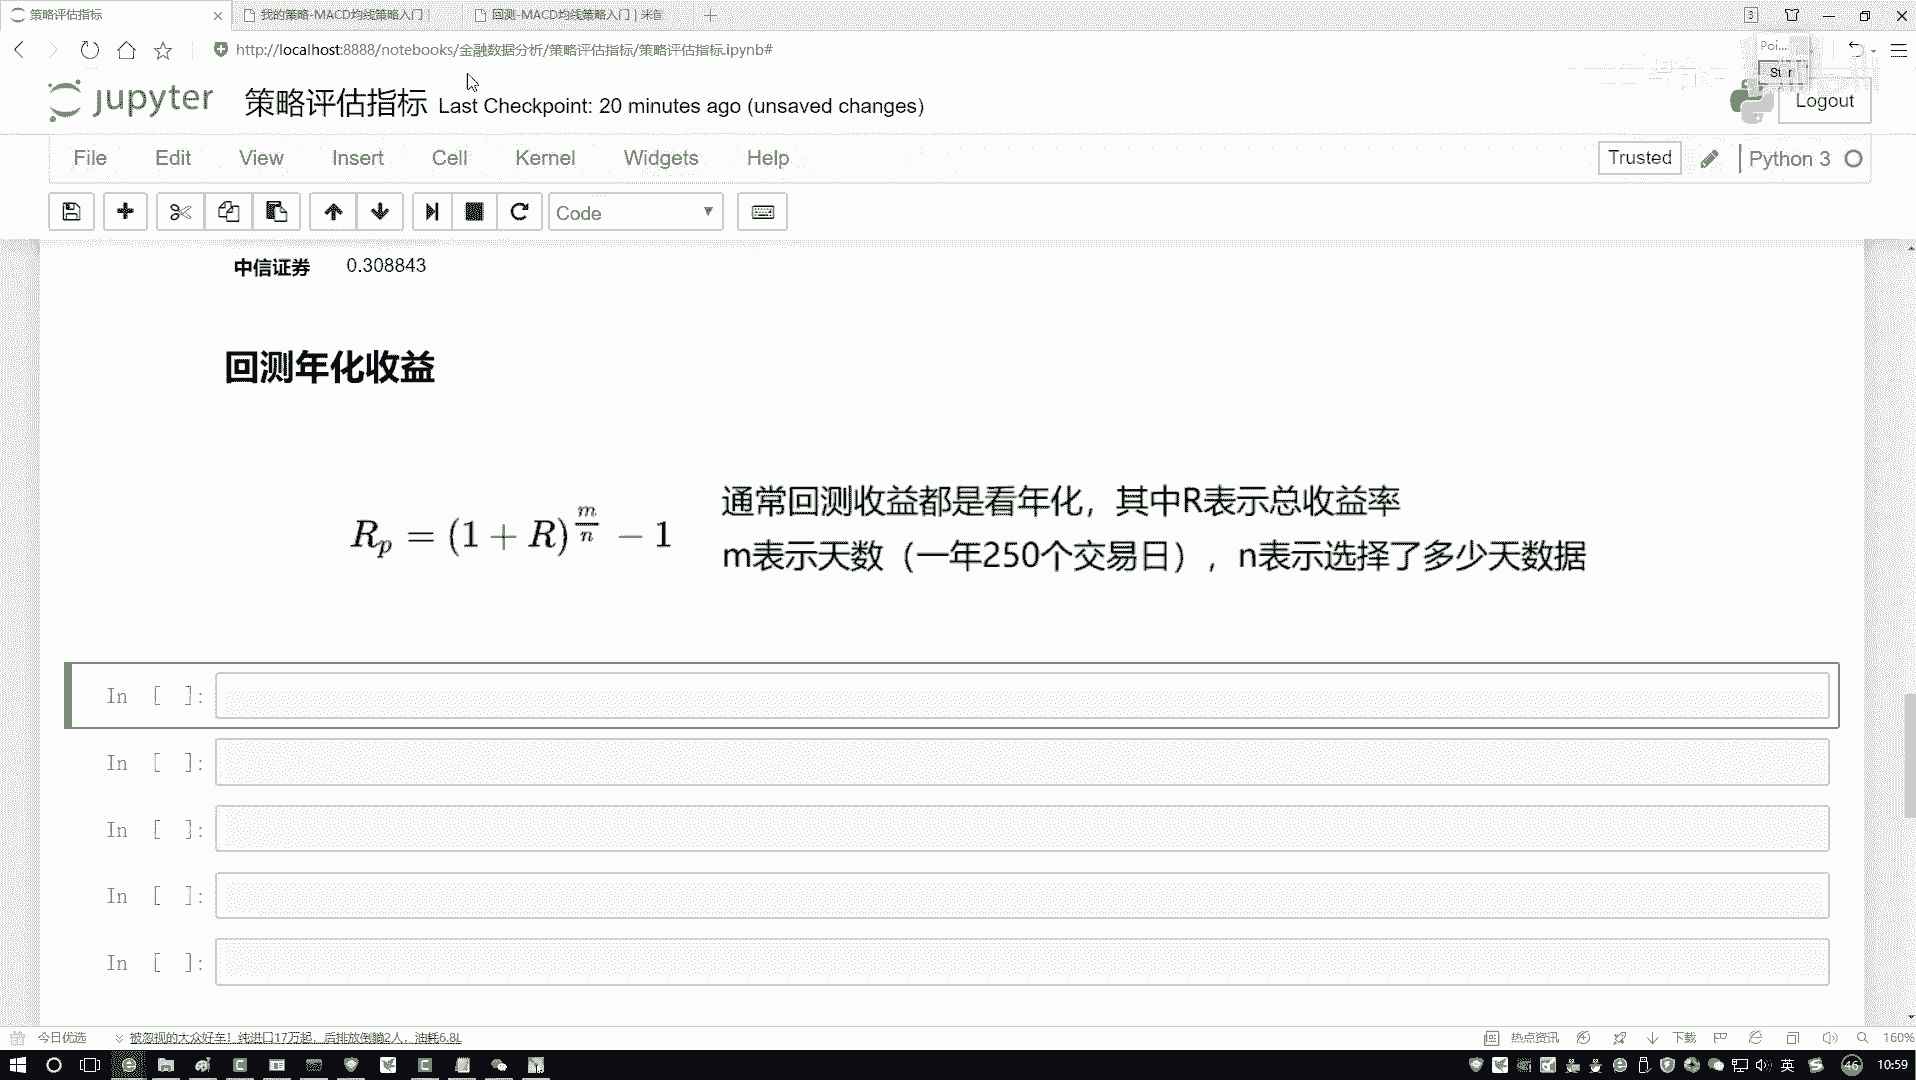 策略评估指标
我的策略-MACD均线策略入门 |
回测-MACD均线策略入门 | 米筐
3
http://localhost:8888/notebooks/金融数据分析/策略评估指标/策略评估指标.ipynb#
Poi...
jupyter
策略评估指标 Last Checkpoint: 20 minutes ago (unsaved changes)
Logout
File Edit View Insert Cell Kernel Widgets Help
Trusted
Python 3
Code
中信证券 0.308843
回测年化收益
R_p = (1 + R)^{m/n} − 1
通常回测收益都是看年化，其中R表示总收益率
m表示天数（一年250个交易日），n表示选择了多少天数据
In [ ]:
In [ ]:
In [ ]:
In [ ]:
In [ ]:
今日优选
被忽视的大众好车！纯进口17万起，后排放倒躺2人，油耗6.8L
热点资讯
下载
160%
英
46
10:59